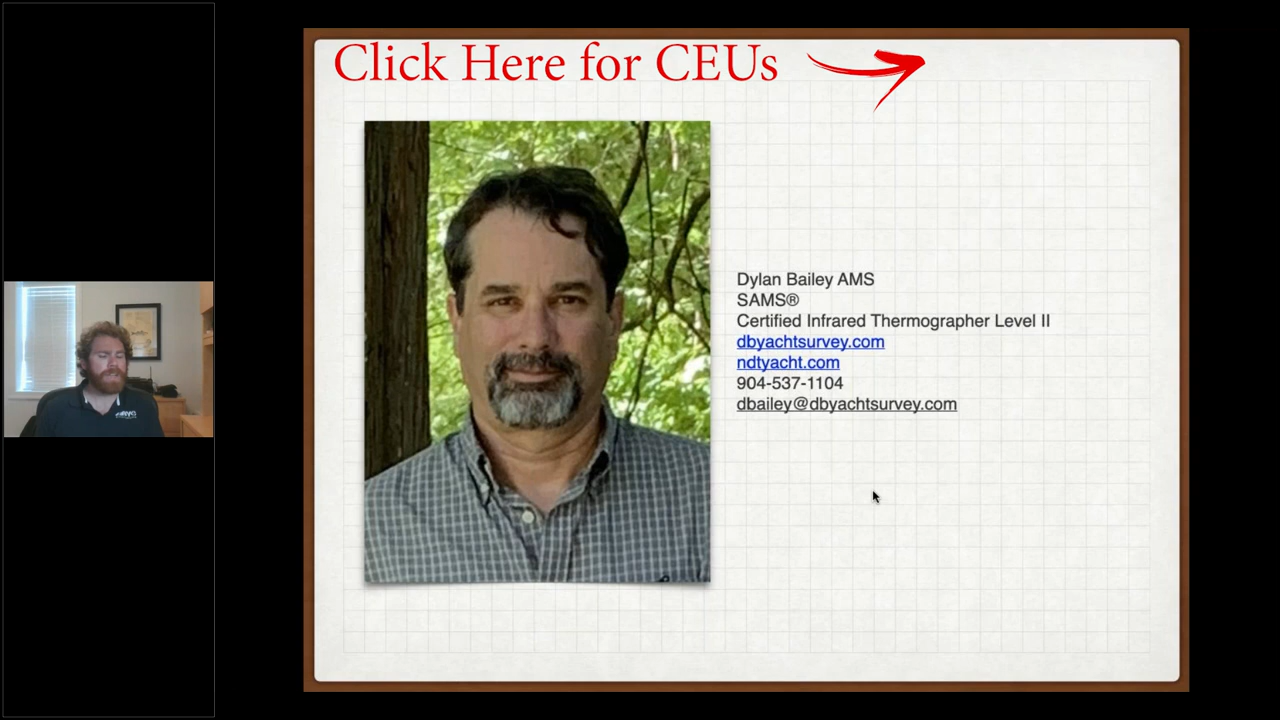 Click Here for CEUs
Dylan Bailey AMS
SAMS®
Certified Infrared Thermographer Level II
dbyachtsurvey.com
ndtyacht.com
904-537-1104
dbailey@dbyachtsurvey.com